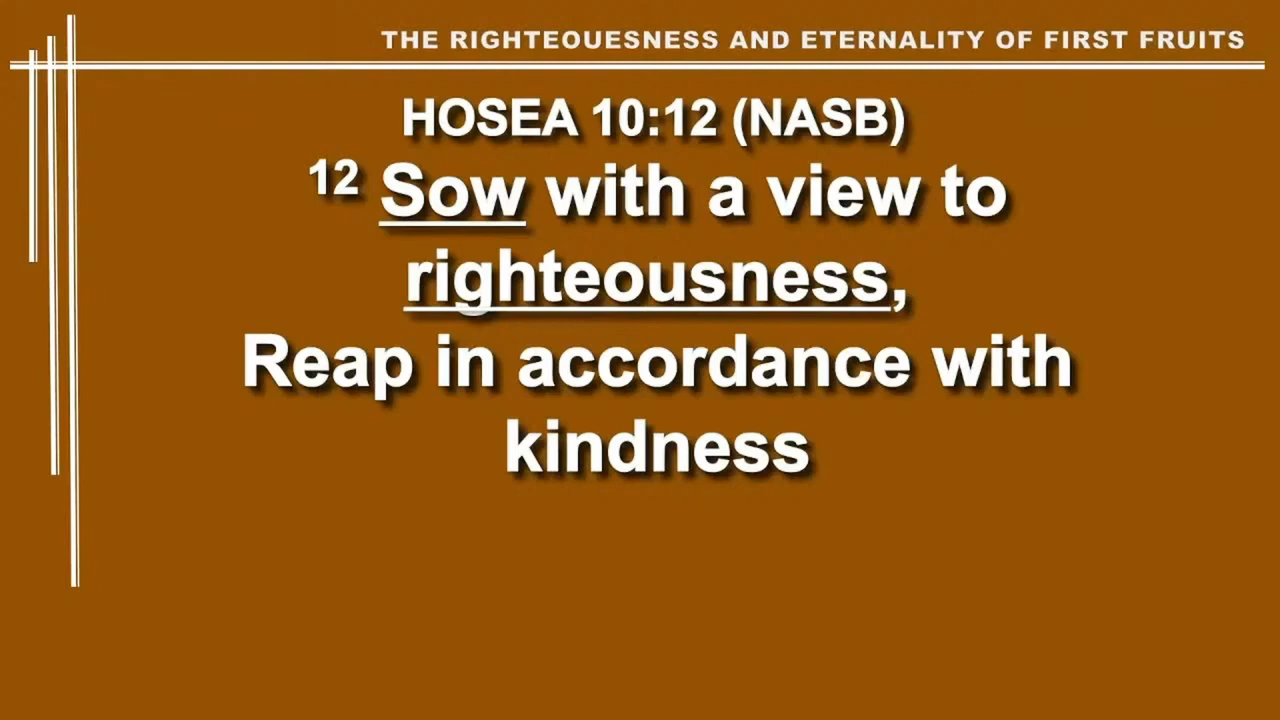 THE RIGHTEOUESNESS AND ETERNALITY OF FIRST FRUITS
HOSEA 10:12 (NASB)
12 Sow with a view to
righteousness,
Reap in accordance with
kindness